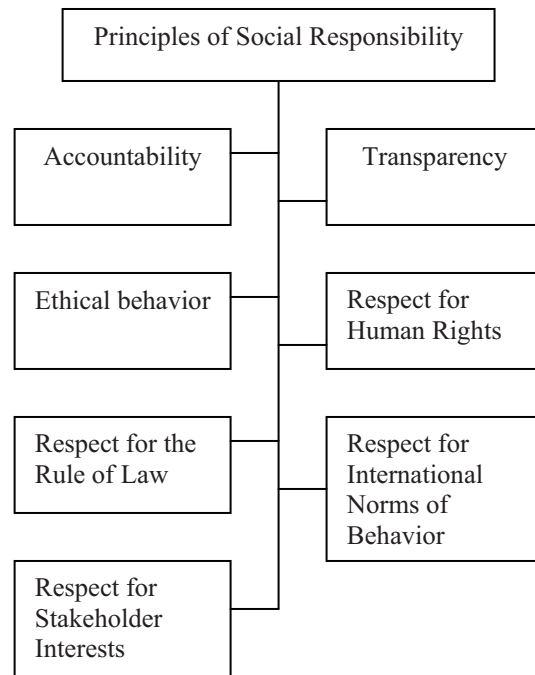 Principles of Social Responsibility
Accountability
Transparency
Ethical behavior
Respect for
Human Rights
Respect for the
Rule of Law
Respect for
International
Norms of
Behavior
Respect for
Stakeholder
Interests